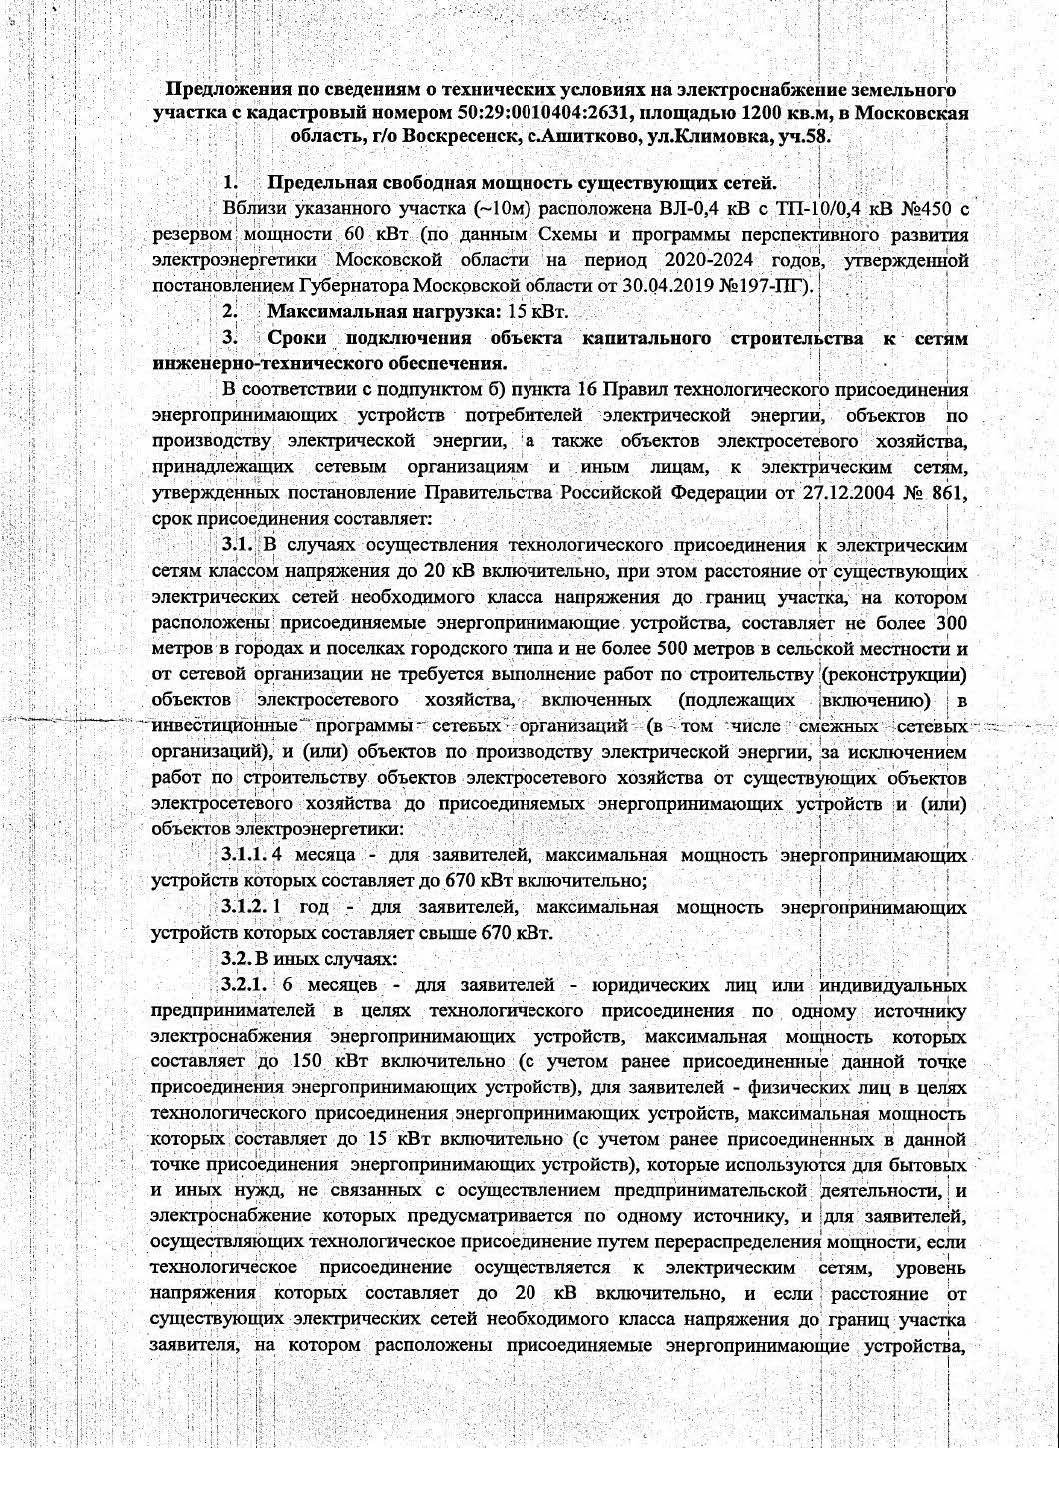 Предложения по сведениям о технических условиях на электроснабжение земельного
участка с кадастровый номером 50:29:0010404:2631, площадью 1200 кв.м, в Московская
область, г/о Воскресенск, с.Ашитково, ул.Климовка, уч.58.
1. Предельная свободная мощность существующих сетей.
Вблизи указанного участка (~10м) расположена ВЛ-0,4 кВ с ТП-10/0,4 кВ №450 с
резервом мощности 60 кВт (по данным Схемы и программы перспективного развития
электроэнергетики Московской области на период 2020-2024 годов, утвержденной
постановлением Губернатора Московской области от 30.04.2019 №197-ПГ).
2. Максимальная нагрузка: 15 кВт.
3. Сроки подключения объекта капитального строительства к сетям
инженерно-технического обеспечения.
В соответствии с подпунктом б) пункта 16 Правил технологического присоединения
энергопринимающих устройств потребителей электрической энергии, объектов по
производству электрической энергии, а также объектов электросетевого хозяйства,
принадлежащих сетевым организациям и иным лицам, к электрическим сетям,
утвержденных постановление Правительства Российской Федерации от 27.12.2004 № 861,
срок присоединения составляет:
3.1. В случаях осуществления технологического присоединения к электрическим
сетям классом напряжения до 20 кВ включительно, при этом расстояние от существующих
электрических сетей необходимого класса напряжения до границ участка, на котором
расположены присоединяемые энергопринимающие устройства, составляет не более 300
метров в городах и поселках городского типа и не более 500 метров в сельской местности и
от сетевой организации не требуется выполнение работ по строительству (реконструкции)
объектов электросетевого хозяйства, включенных (подлежащих включению) в
инвестиционные программы сетевых организаций (в том числе смежных сетевых
организаций), и (или) объектов по производству электрической энергии, за исключением
работ по строительству объектов электросетевого хозяйства от существующих объектов
электросетевого хозяйства до присоединяемых энергопринимающих устройств и (или)
объектов электроэнергетики:
3.1.1. 4 месяца - для заявителей, максимальная мощность энергопринимающих
устройств которых составляет до 670 кВт включительно;
3.1.2. 1 год - для заявителей, максимальная мощность энергопринимающих
устройств которых составляет свыше 670 кВт.
3.2. В иных случаях:
3.2.1. 6 месяцев - для заявителей - юридических лиц или индивидуальных
предпринимателей в целях технологического присоединения по одному источнику
электроснабжения энергопринимающих устройств, максимальная мощность которых
составляет до 150 кВт включительно (с учетом ранее присоединенные данной точке
присоединения энергопринимающих устройств), для заявителей - физических лиц в целях
технологического присоединения энергопринимающих устройств, максимальная мощность
которых составляет до 15 кВт включительно (с учетом ранее присоединенных в данной
точке присоединения энергопринимающих устройств), которые используются для бытовых
и иных нужд, не связанных с осуществлением предпринимательской деятельности, и
электроснабжение которых предусматривается по одному источнику, и для заявителей,
осуществляющих технологическое присоединение путем перераспределения мощности, если
технологическое присоединение осуществляется к электрическим сетям, уровень
напряжения которых составляет до 20 кВ включительно, и если расстояние от
существующих электрических сетей необходимого класса напряжения до границ участка
заявителя, на котором расположены присоединяемые энергопринимающие устройства,